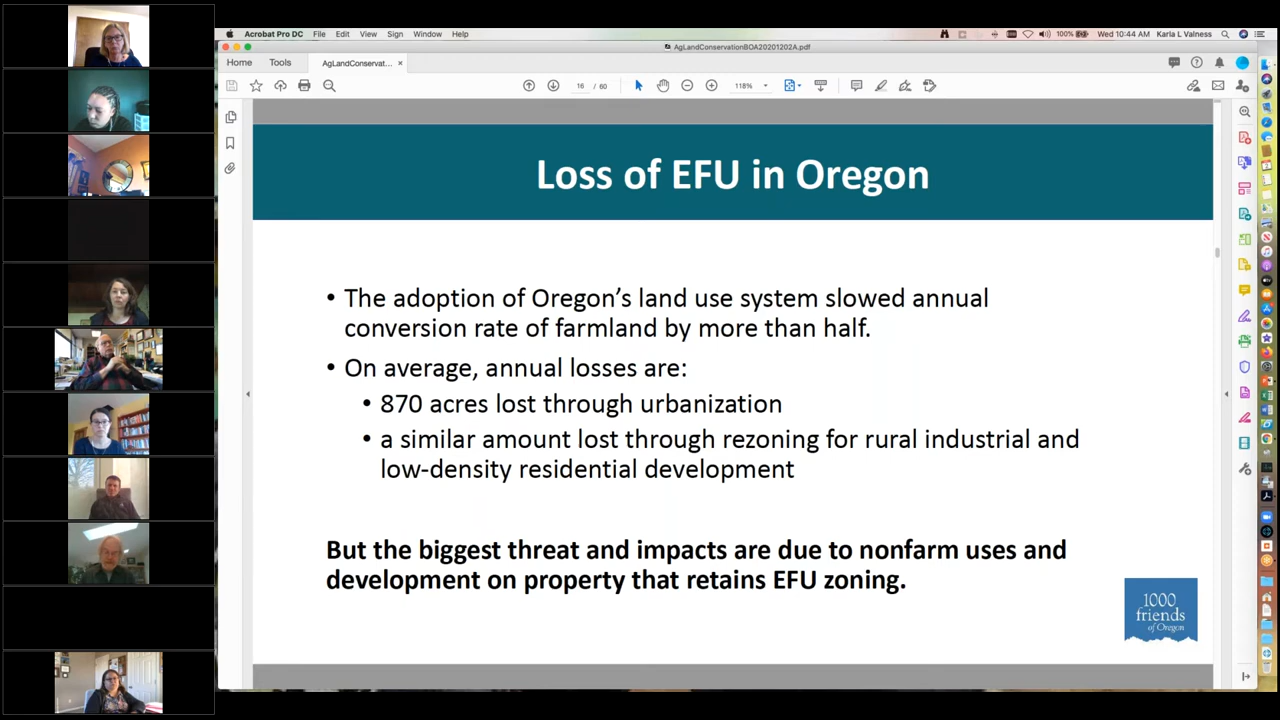 Acrobat Pro DC File Edit View Sign Window Help
100% Wed 10:44 AM Karla L Valness
AgLandConservationBOA20201202A.pdf
Home Tools AgLandConservat... ×
16 / 60 118%
Loss of EFU in Oregon
• The adoption of Oregon’s land use system slowed annual
conversion rate of farmland by more than half.
• On average, annual losses are:
• 870 acres lost through urbanization
• a similar amount lost through rezoning for rural industrial and
low-density residential development
But the biggest threat and impacts are due to nonfarm uses and
development on property that retains EFU zoning.
1000
friends
of Oregon